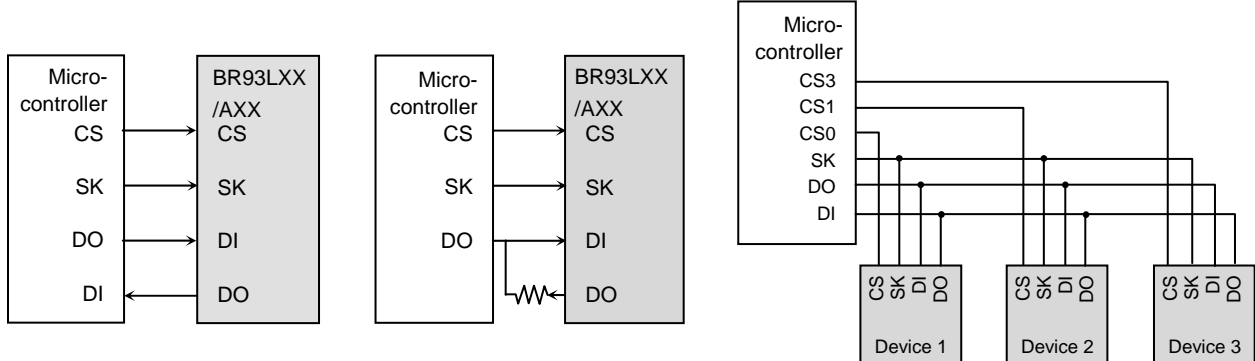 Micro-
controller
CS
SK
DO
DI
BR93LXX
/AXX
CS
SK
DI
DO
Micro-
controller
CS
SK
DO
BR93LXX
/AXX
CS
SK
DI
DO
Micro-
controller
CS3
CS1
CS0
SK
DO
DI
CS
SK
DI
DO
Device 1
CS
SK
DI
DO
Device 2
CS
SK
DI
DO
Device 3